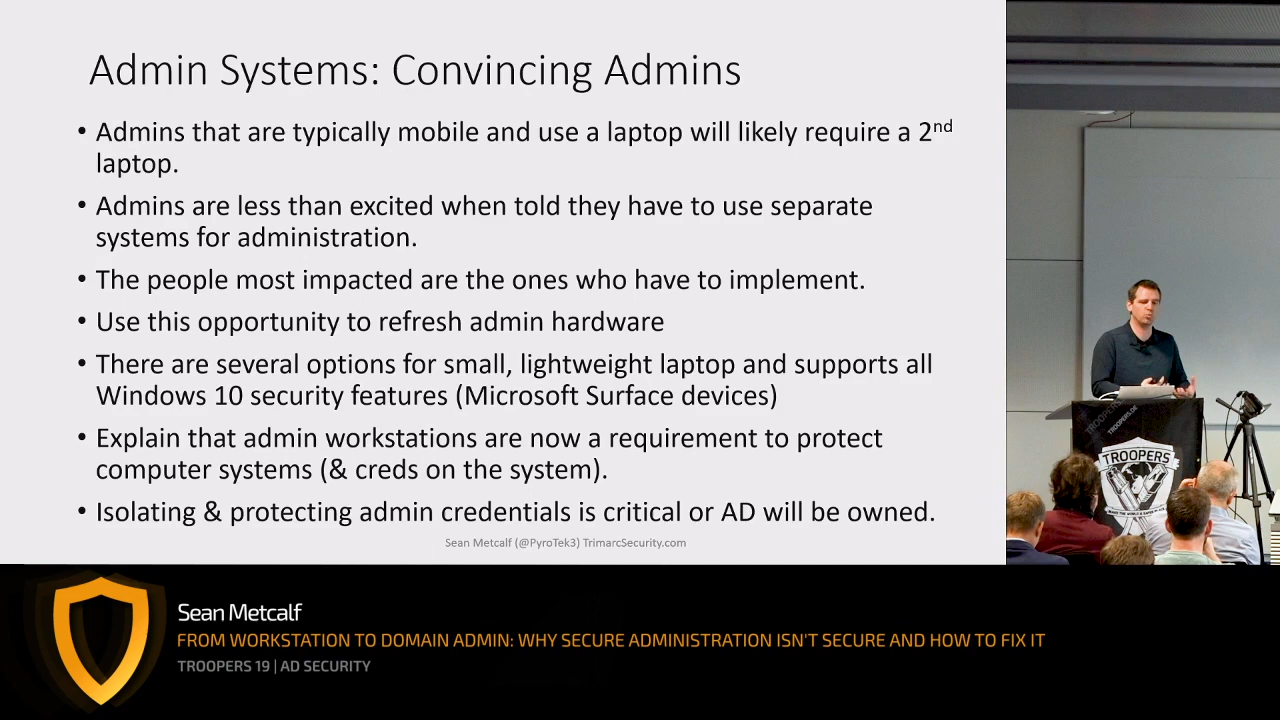 Admin Systems: Convincing Admins
• Admins that are typically mobile and use a laptop will likely require a 2nd
laptop.
• Admins are less than excited when told they have to use separate
systems for administration.
• The people most impacted are the ones who have to implement.
• Use this opportunity to refresh admin hardware
• There are several options for small, lightweight laptop and supports all
Windows 10 security features (Microsoft Surface devices)
• Explain that admin workstations are now a requirement to protect
computer systems (& creds on the system).
• Isolating & protecting admin credentials is critical or AD will be owned.
Sean Metcalf (@PyroTek3) TrimarcSecurity.com
TROOPERS
Sean Metcalf
FROM WORKSTATION TO DOMAIN ADMIN: WHY SECURE ADMINISTRATION ISN'T SECURE AND HOW TO FIX IT
TROOPERS 19 | AD SECURITY